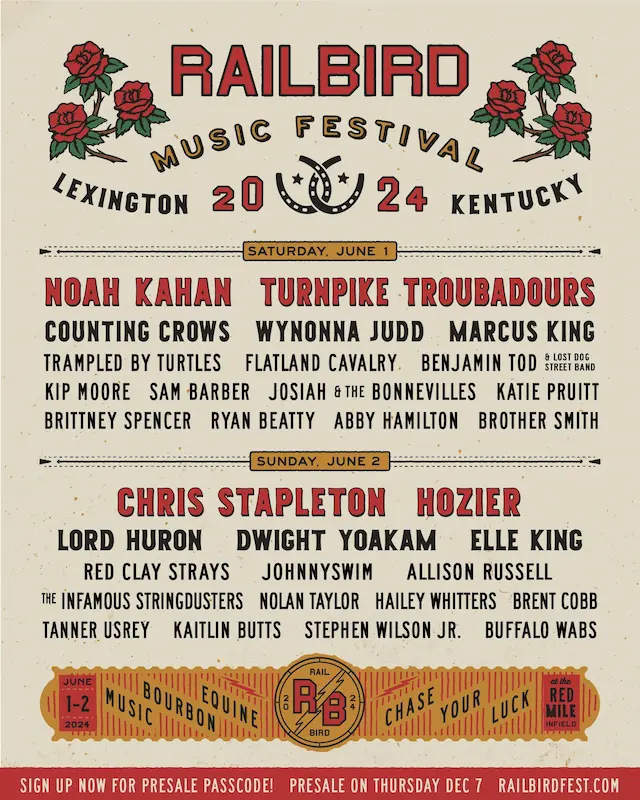 RAILBIRD
MUSIC FESTIVAL
LEXINGTON 2024 KENTUCKY
SATURDAY, JUNE 1
NOAH KAHAN TURNPIKE TROUBADOURS
COUNTING CROWS WYNONNA JUDD MARCUS KING
TRAMPLED BY TURTLES FLATLAND CAVALRY BENJAMIN TOD & LOST DOG STREET BAND
KIP MOORE SAM BARBER JOSIAH & THE BONNEVILLES KATIE PRUITT
BRITTNEY SPENCER RYAN BEATTY ABBY HAMILTON BROTHER SMITH
SUNDAY, JUNE 2
CHRIS STAPLETON HOZIER
LORD HURON DWIGHT YOAKAM ELLE KING
RED CLAY STRAYS JOHNNYSWIM ALLISON RUSSELL
THE INFAMOUS STRINGDUSTERS NOLAN TAYLOR HAILEY WHITTERS BRENT COBB
TANNER USREY KAITLIN BUTTS STEPHEN WILSON JR. BUFFALO WABS
JUNE
1-2
2024
MUSIC BOURBON EQUINE
RAIL
20 RB 24
BIRD
CHASE YOUR LUCK
at the
RED
MILE
INFIELD
SIGN UP NOW FOR PRESALE PASSCODE! PRESALE ON THURSDAY DEC 7 RAILBIRDFEST.COM